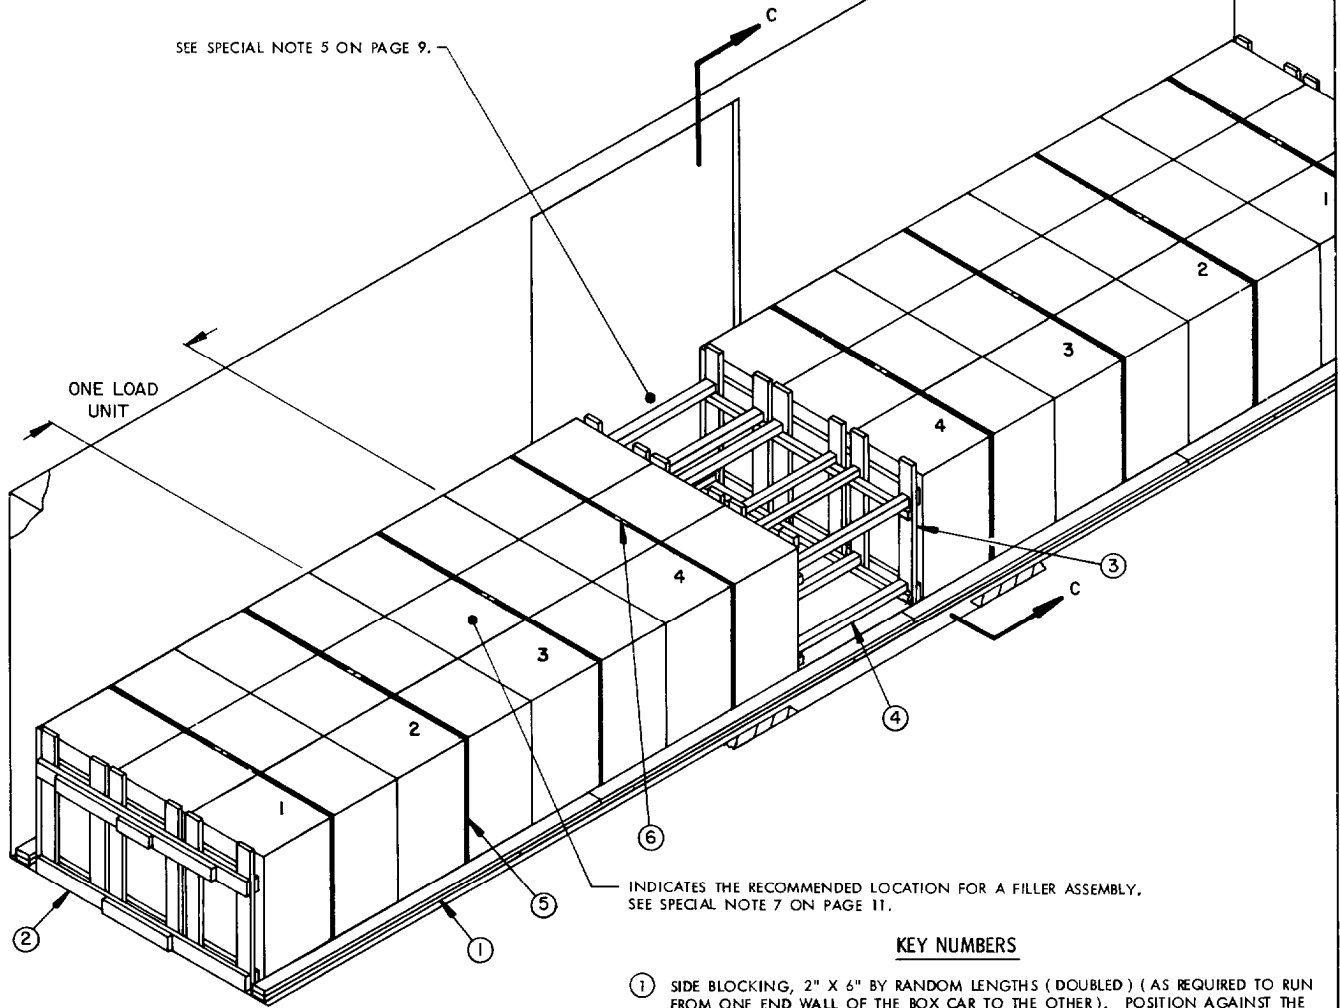 SEE SPECIAL NOTE 5 ON PAGE 9.
C
ONE LOAD
UNIT
1
2
3
4
4
3
2
1
3
C
4
6
5
1
2
INDICATES THE RECOMMENDED LOCATION FOR A FILLER ASSEMBLY.
SEE SPECIAL NOTE 7 ON PAGE 11.
KEY NUMBERS
1 SIDE BLOCKING, 2" X 6" BY RANDOM LENGTHS (DOUBLED) (AS REQUIRED TO RUN
FROM ONE END WALL OF THE BOX CAR TO THE OTHER). POSITION AGAINST THE